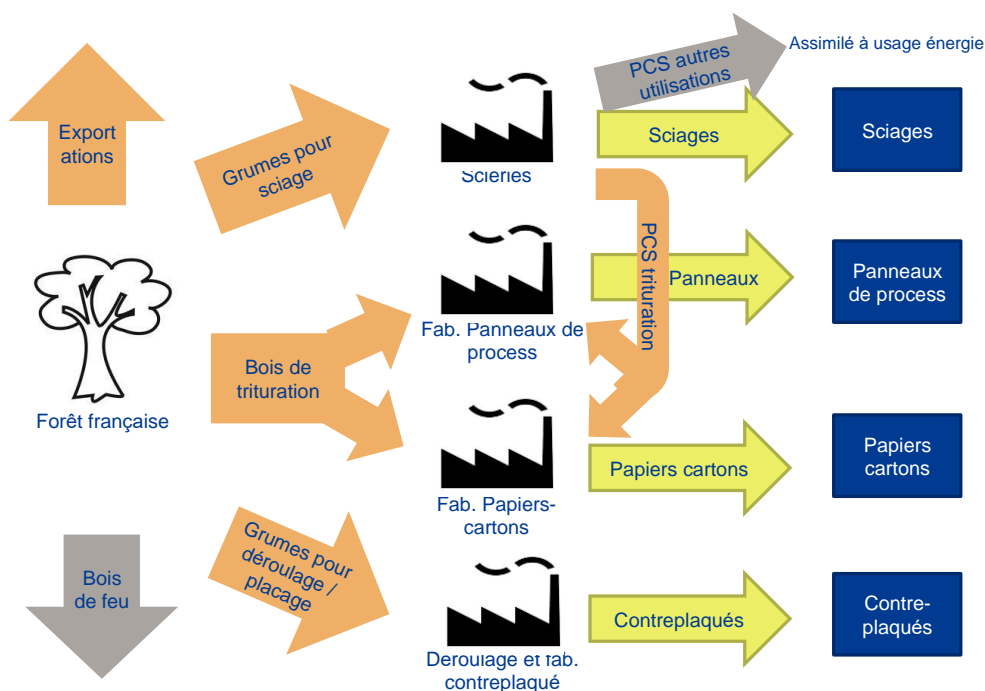 PCS autres
utilisations
Assimilé à usage énergie
Export
ations
Grumes pour
sciage
Scieries
Sciages
Sciages
PCS trituration
Panneaux
Panneaux
de process
Fab. Panneaux de
process
Bois de
trituration
Forêt française
Papiers cartons
Papiers
cartons
Fab. Papiers-
cartons
Grumes pour
déroulage /
placage
Bois
de feu
Contreplaqués
Contre-
plaqués
Déroulage et fab.
contreplaqué